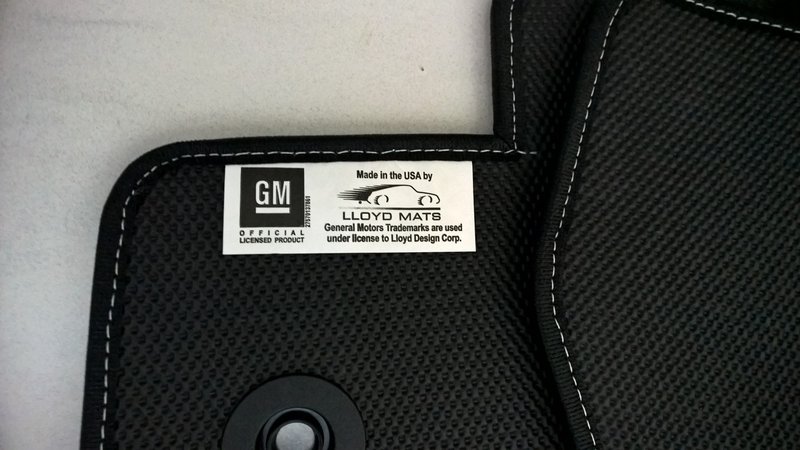 GM
OFFICIAL
LICENSED PRODUCT
Made in the USA by
LLOYD MATS
General Motors Trademarks are used
under license to Lloyd Design Corp.